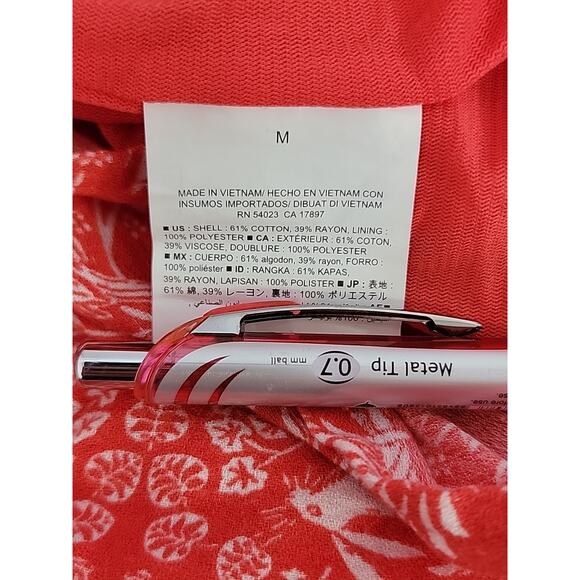 M
MADE IN VIETNAM/ HECHO EN VIETNAM CON
INSUMOS IMPORTADOS/ DIBUAT DI VIETNAM
RN 54023 CA 17897
■ US : SHELL : 61% COTTON, 39% RAYON, LINING :
100% POLYESTER ■ CA : EXTÉRIEUR : 61% COTON,
39% VISCOSE, DOUBLURE : 100% POLYESTER
■ MX : CUERPO : 61% algodon, 39% rayon, FORRO :
100% poliéster ■ ID : RANGKA : 61% KAPAS,
39% RAYON, LAPISAN : 100% POLISTER ■ JP : 表地 :
61% 綿, 39% レーヨン, 裏地 : 100% ポリエステル
Metal Tip
0.7
mm ball